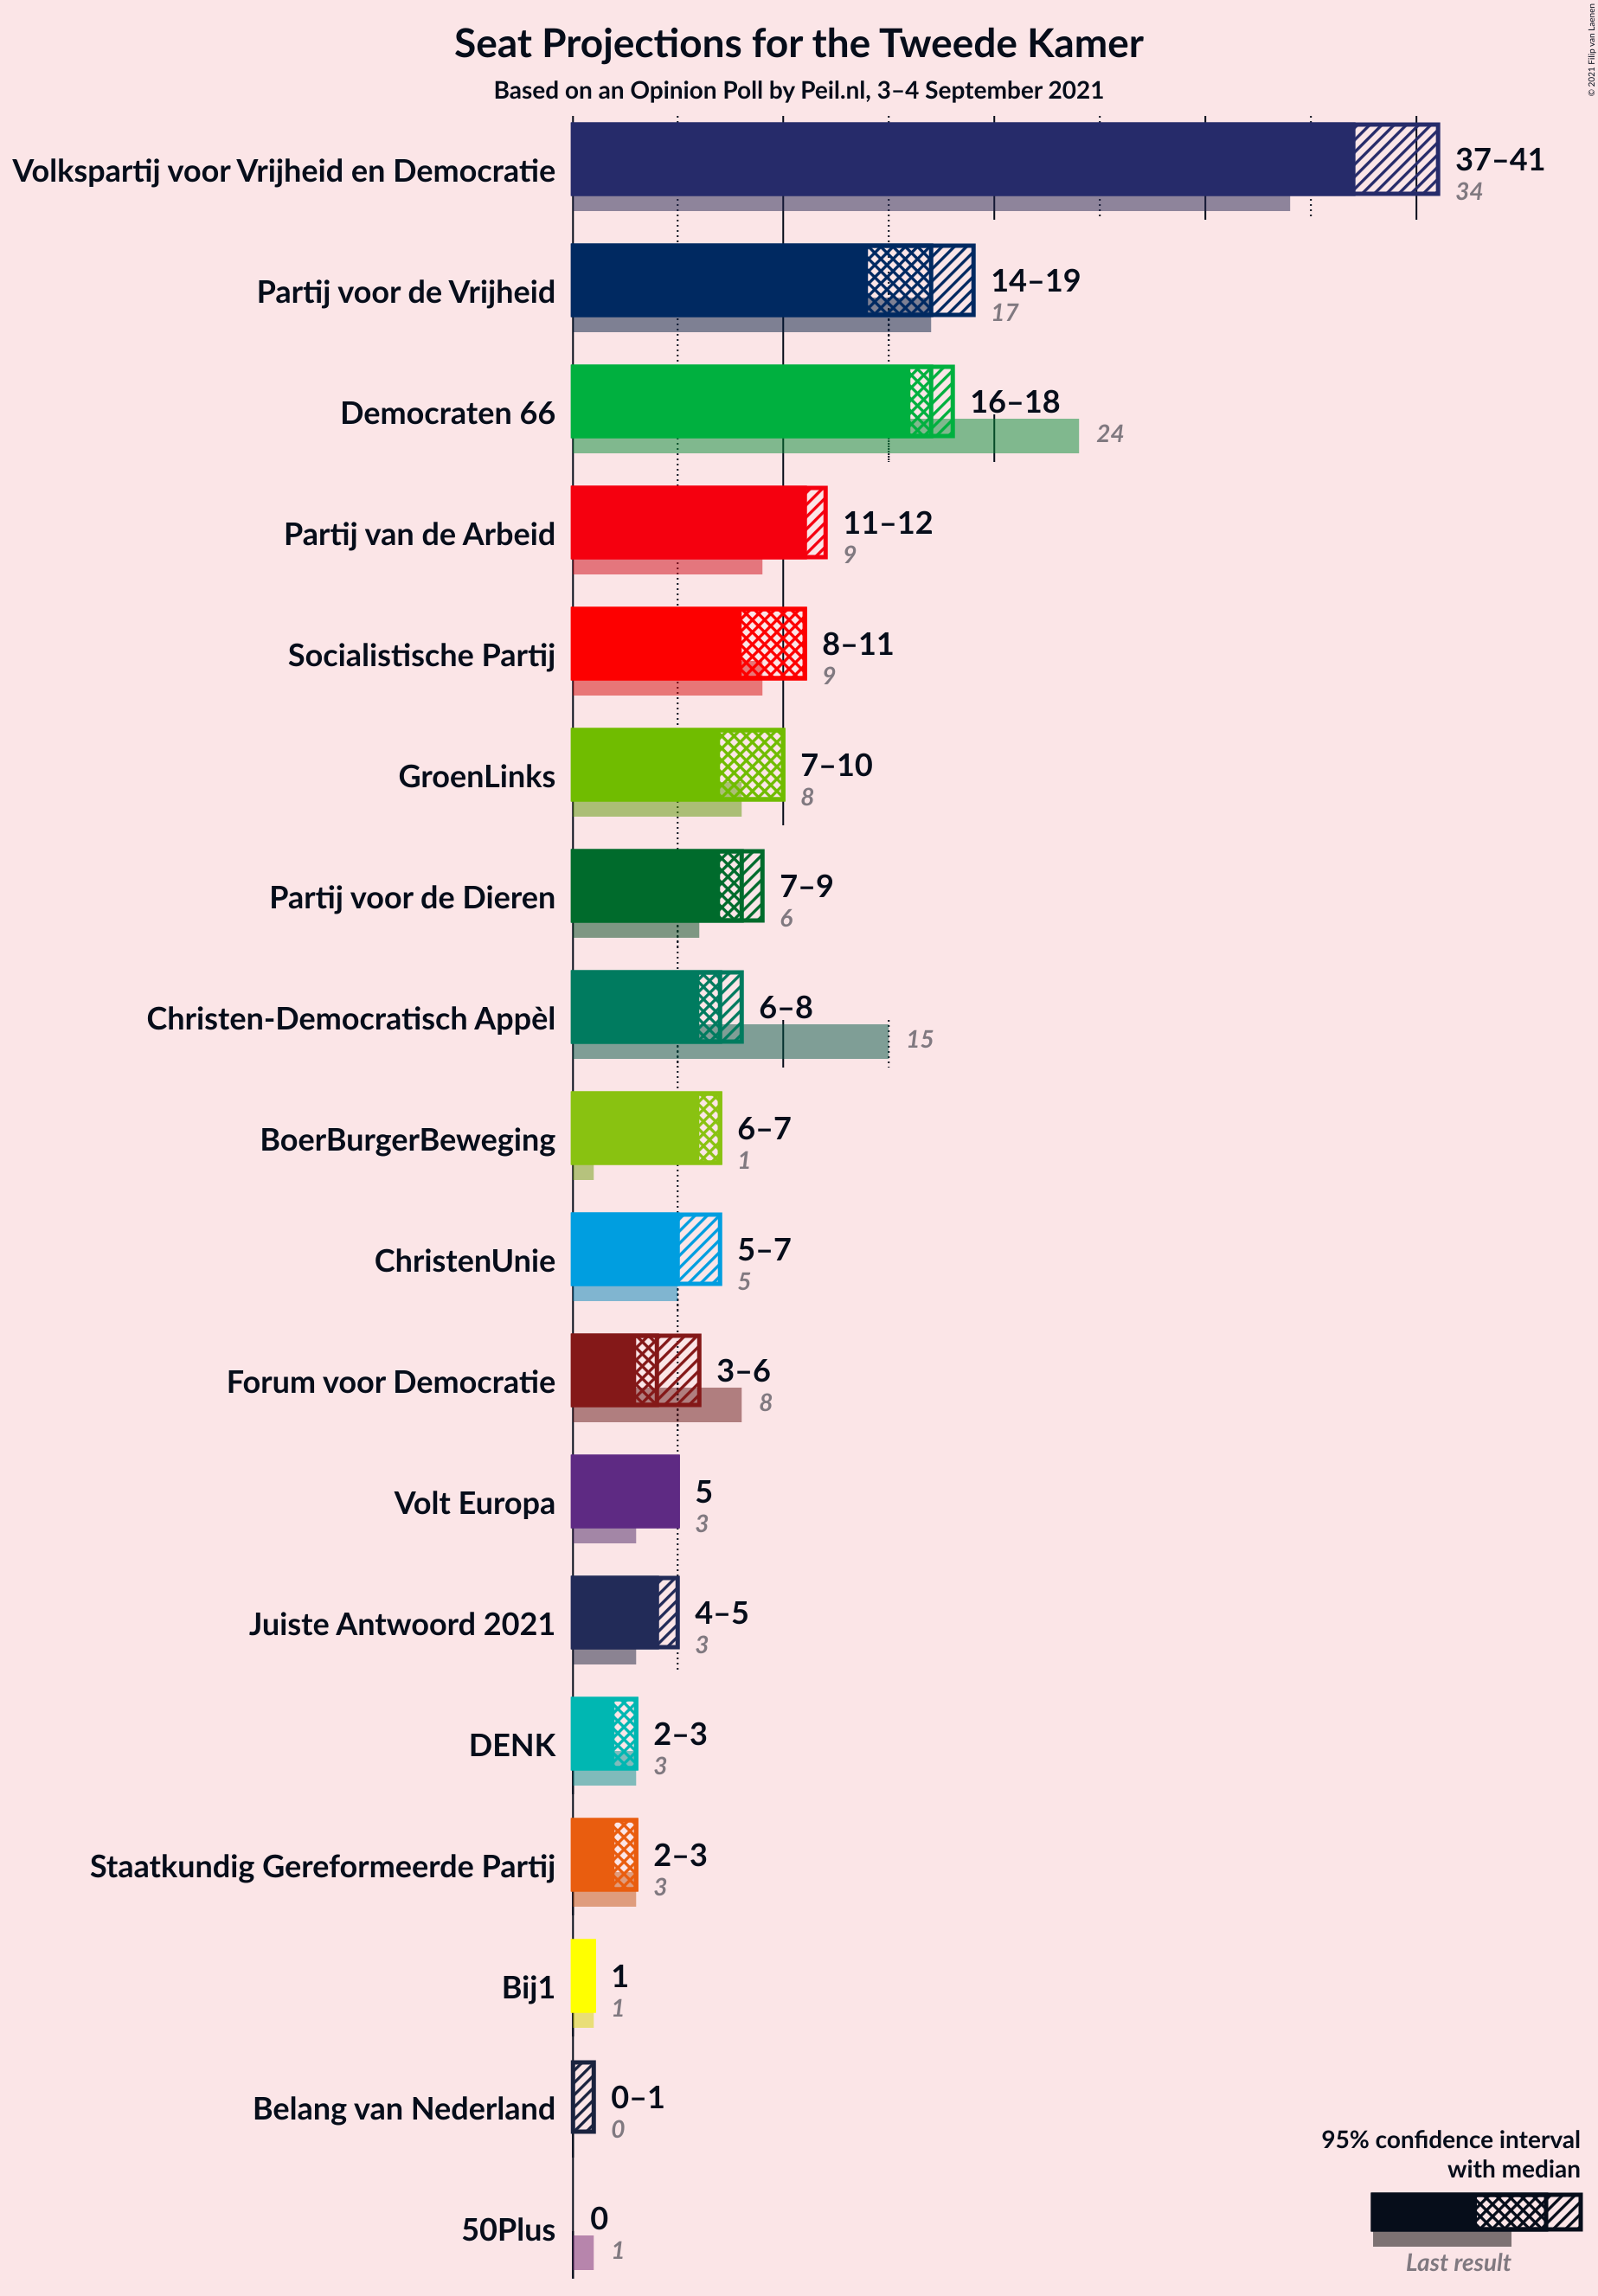 Seat Projections for the Tweede Kamer
Based on an Opinion Poll by Peil.nl, 3–4 September 2021
© 2021 Filip van Laenen
Volkspartij voor Vrijheid en Democratie
37–41
34
Partij voor de Vrijheid
14–19
17
Democraten 66
16–18
24
Partij van de Arbeid
11–12
9
Socialistische Partij
8–11
9
GroenLinks
7–10
8
Partij voor de Dieren
7–9
6
Christen-Democratisch Appèl
6–8
15
BoerBurgerBeweging
6–7
1
ChristenUnie
5–7
5
Forum voor Democratie
3–6
8
Volt Europa
5
3
Juiste Antwoord 2021
4–5
3
DENK
2–3
3
Staatkundig Gereformeerde Partij
2–3
3
Bij1
1
1
Belang van Nederland
0–1
0
50Plus
0
1
95% confidence interval
with median
Last result